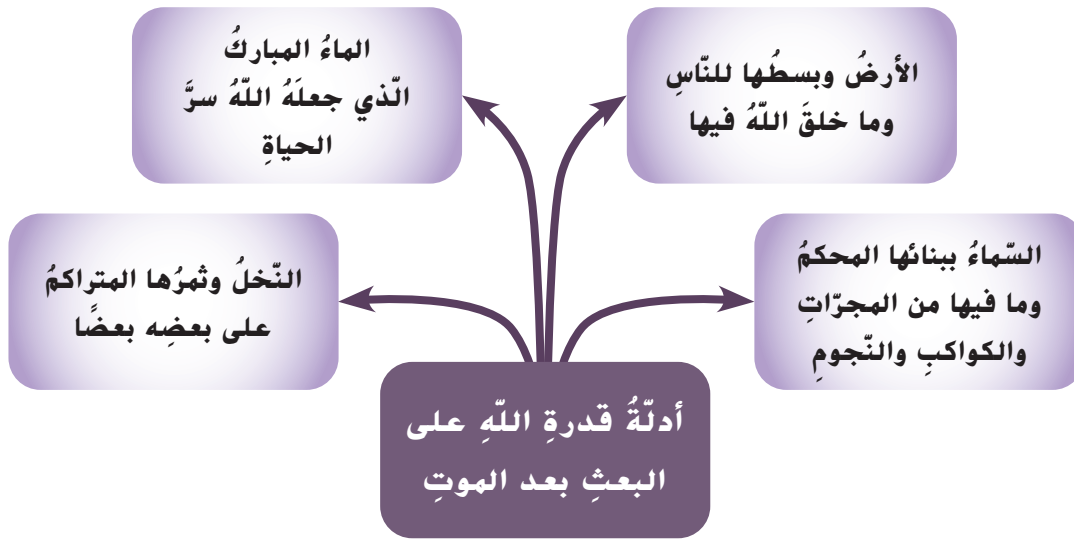 الأرضُ وبسطُها للنّاسِ
وما خلقَ اللّهُ فيها
الماءُ المباركُ
الّذي جعلَهُ اللّهُ سرَّ
الحياةِ
السّماءُ ببنائها المحكمُ
وما فيها من المجرّاتِ
والكواكبِ والنّجومِ
النّخلُ وثمرُها المتراكمُ
على بعضِه بعضًا
أدلّةُ قدرةِ اللّهِ على
البعثِ بعد الموتِ